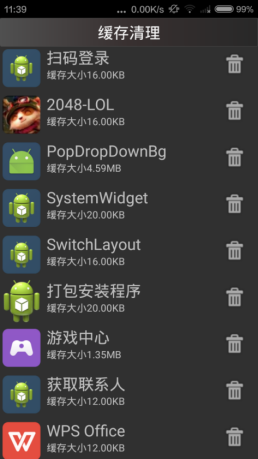 11:39
... 0.00K/s
99%
缓存清理
扫码登录
缓存大小16.00KB
2048-LOL
缓存大小16.00KB
PopDropDownBg
缓存大小4.59MB
SystemWidget
缓存大小20.00KB
SwitchLayout
缓存大小16.00KB
打包安装程序
缓存大小20.00KB
游戏中心
缓存大小1.35MB
获取联系人
缓存大小12.00KB
WPS Office
缓存大小12.00KB